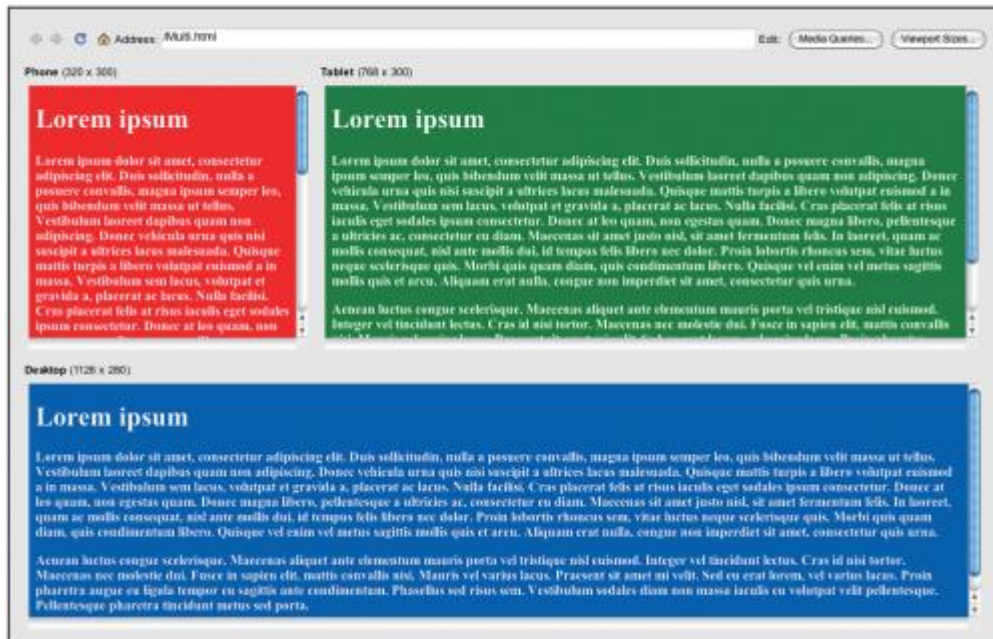 Address: /Multi.html Edit: Media Queries... Viewport Sizes...
Phone (320 x 300)
Lorem ipsum
Lorem ipsum dolor sit amet, consectetur
adipiscing elit. Duis sollicitudin, nulla a
posuere convallis, magna ipsum semper leo,
quis bibendum velit massa ut tellus.
Vestibulum laoreet dapibus quam non
adipiscing. Donec vehicula urna quis nisi
suscipit a ultrices lacus malesuada. Quisque
mattis turpis a libero volutpat euismod a in
massa. Vestibulum sem lacus, volutpat et
gravida a, placerat ac lacus. Nulla facilisi.
Cras placerat felis at risus iaculis eget sodales
ipsum consectetur. Donec at leo quam, non
Tablet (768 x 300)
Lorem ipsum
Lorem ipsum dolor sit amet, consectetur adipiscing elit. Duis sollicitudin, nulla a posuere convallis, magna
ipsum semper leo, quis bibendum velit massa ut tellus. Vestibulum laoreet dapibus quam non adipiscing. Donec
vehicula urna quis nisi suscipit a ultrices lacus malesuada. Quisque mattis turpis a libero volutpat euismod a in
massa. Vestibulum sem lacus, volutpat et gravida a, placerat ac lacus. Nulla facilisi. Cras placerat felis at risus
iaculis eget sodales ipsum consectetur. Donec at leo quam, non egestas quam. Donec magna libero, pellentesque
a ultricies ac, consectetur eu diam. Maecenas sit amet justo nisl, sit amet fermentum felis. In laoreet, quam ac
mollis consequat, nisl ante mollis dui, id tempus felis libero nec dolor. Proin lobortis rhoncus sem, vitae luctus
neque scelerisque quis. Morbi quis quam diam, quis condimentum libero. Quisque vel enim vel metus sagittis
mollis quis et arcu. Aliquam erat nulla, congue non imperdiet sit amet, consectetur quis urna.
Aenean luctus congue scelerisque. Maecenas aliquet ante elementum mauris porta vel tristique nisl euismod.
Integer vel tincidunt lectus. Cras id nisi tortor. Maecenas nec molestie dui. Fusce in sapien elit, mattis convallis
Desktop (1126 x 280)
Lorem ipsum
Lorem ipsum dolor sit amet, consectetur adipiscing elit. Duis sollicitudin, nulla a posuere convallis, magna ipsum semper leo, quis bibendum velit massa ut tellus.
Vestibulum laoreet dapibus quam non adipiscing. Donec vehicula urna quis nisi suscipit a ultrices lacus malesuada. Quisque mattis turpis a libero volutpat euismod
a in massa. Vestibulum sem lacus, volutpat et gravida a, placerat ac lacus. Nulla facilisi. Cras placerat felis at risus iaculis eget sodales ipsum consectetur. Donec at
leo quam, non egestas quam. Donec magna libero, pellentesque a ultricies ac, consectetur eu diam. Maecenas sit amet justo nisl, sit amet fermentum felis. In laoreet,
quam ac mollis consequat, nisl ante mollis dui, id tempus felis libero nec dolor. Proin lobortis rhoncus sem, vitae luctus neque scelerisque quis. Morbi quis quam
diam, quis condimentum libero. Quisque vel enim vel metus sagittis mollis quis et arcu. Aliquam erat nulla, congue non imperdiet sit amet, consectetur quis urna.
Aenean luctus congue scelerisque. Maecenas aliquet ante elementum mauris porta vel tristique nisl euismod. Integer vel tincidunt lectus. Cras id nisi tortor.
Maecenas nec molestie dui. Fusce in sapien elit, mattis convallis nisi. Mauris vel varius lacus. Praesent sit amet mi velit. Sed eu erat lorem, vel varius lacus. Proin
pharetra augue eu ligula tempor eu sagittis ante condimentum. Phasellus sed risus sem. Vestibulum sodales diam non massa iaculis eu volutpat velit pellentesque.
Pellentesque pharetra tincidunt metus sed porta.